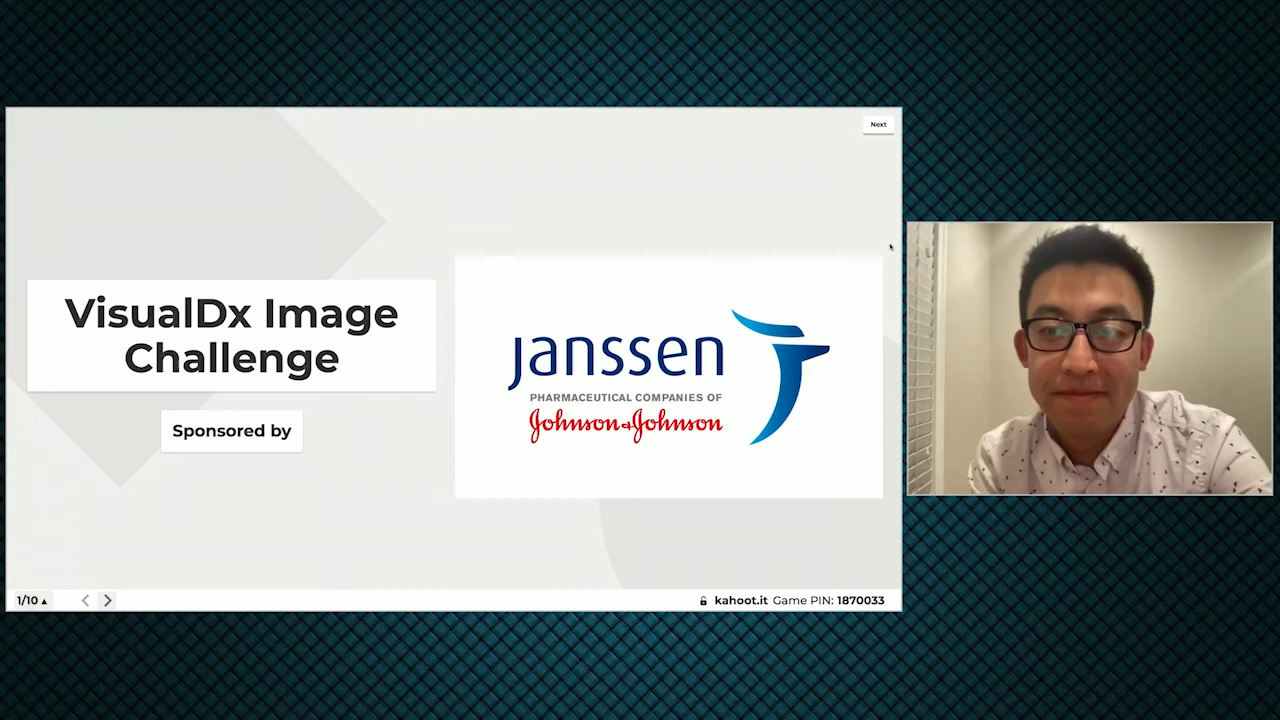 Next
VisualDx Image
Challenge
Sponsored by
janssen
PHARMACEUTICAL COMPANIES OF
Johnson&Johnson
1/10 ▲
kahoot.it Game PIN: 1870033